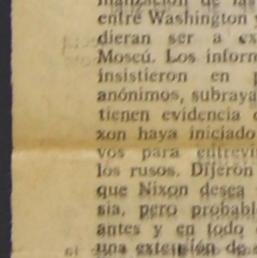 entre Washington y
dieran ser a ex
Moscú. Los inform
insistieron en p
anónimos, subraya
tienen evidencia
xon haya iniciado
vos para entrevi
los rusos. Dijeron
que Nixon desea
sia, pero probabl
antes y en todo
una extensión de